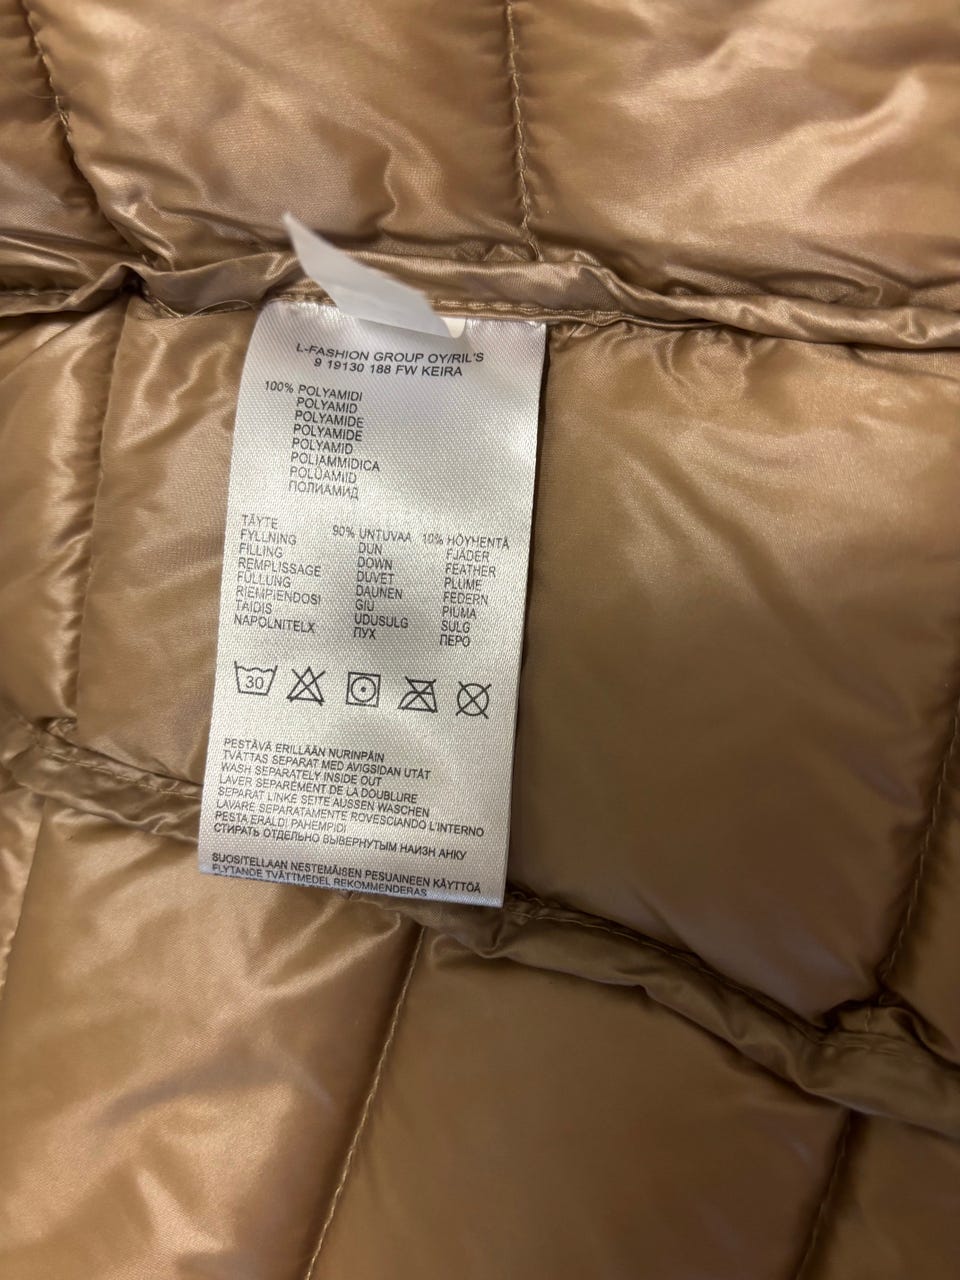 L-FASHION GROUP OY/RIL'S
9 19130 188 FW KEIRA
100% POLYAMIDI
POLYAMID
POLYAMIDE
POLYAMIDE
POLYAMID
POLIAMMIDICA
POLÜAMIID
ПОЛИАМИД
TÄYTE 90% UNTUVAA 10% HÖYHENTÄ
FYLLNING DUN FJÄDER
FILLING DOWN FEATHER
REMPLISSAGE DUVET PLUME
FÜLLUNG DAUNEN FEDERN
RIEMPIENDOSI GIU PIUMA
TÄIDIS UDUSULG SULG
NAPOLNITELX ПУХ ПЕРО
30
PESTÄVÄ ERILLÄÄN NURINPÄIN
TVÄTTAS SEPARAT MED AVIGSIDAN UTÅT
WASH SEPARATELY INSIDE OUT
LAVER SEPARÉMENT DE LA DOUBLURE
SEPARAT LINKE SEITE AUSSEN WASCHEN
LAVARE SEPARATAMENTE ROVESCIANDO L'INTERNO
PESTA ERALDI PAHEMPIDI
СТИРАТЬ ОТДЕЛЬНО ВЫВЕРНУТЫМ НАИЗН АНКУ
SUOSITELLAAN NESTEMÄISEN PESUAINEEN KÄYTTÖÄ
FLYTANDE TVÄTTMEDEL REKOMMENDERAS